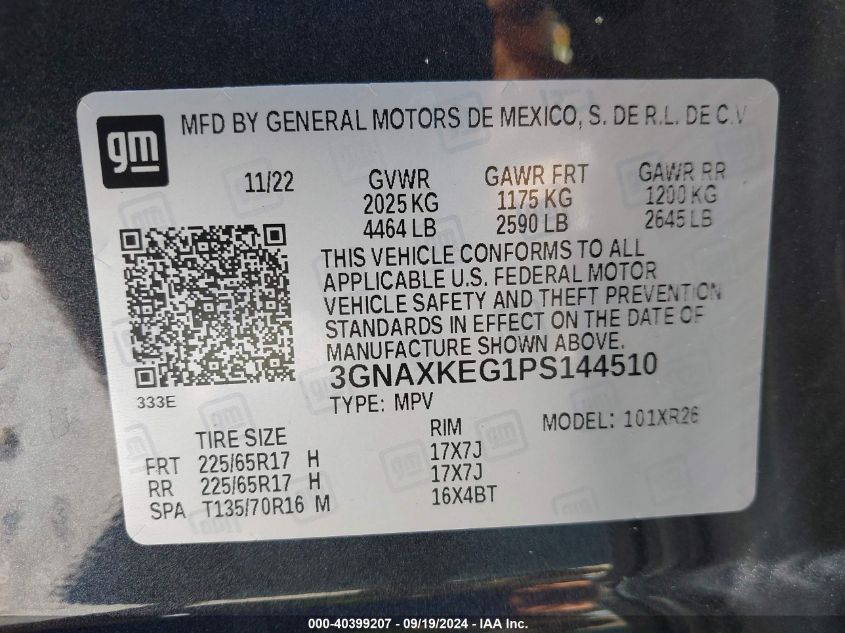 gm
MFD BY GENERAL MOTORS DE MEXICO, S. DE R.L. DE C.V
11/22
GVWR GAWR FRT GAWR RR
2025 KG 1175 KG 1200 KG
4464 LB 2590 LB 2645 LB
THIS VEHICLE CONFORMS TO ALL
APPLICABLE U.S. FEDERAL MOTOR
VEHICLE SAFETY AND THEFT PREVENTION
STANDARDS IN EFFECT ON THE DATE OF
MANUFACTURE SHOWN ABOVE.
3GNAXKEG1PS144510
333E
TYPE: MPV
MODEL: 101XR26
TIRE SIZE RIM
FRT 225/65R17 H 17X7J
RR 225/65R17 H 17X7J
SPA T135/70R16 M 16X4BT
000-40399207 - 09/19/2024 - IAA Inc.